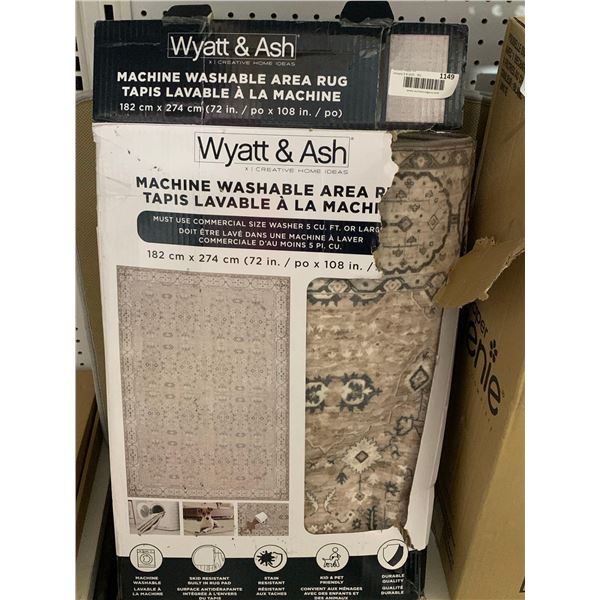 Wyatt & Ash
X | CREATIVE HOME IDEAS
MACHINE WASHABLE AREA RUG
TAPIS LAVABLE À LA MACHINE
182 cm x 274 cm (72 in. / po x 108 in. / po)
1149
Wyatt & Ash
X | CREATIVE HOME IDEAS
MACHINE WASHABLE AREA R
TAPIS LAVABLE À LA MACHI
MUST USE COMMERCIAL SIZE WASHER 5 CU. FT. OR LARG
DOIT ÊTRE LAVÉ DANS UNE MACHINE À LAVER
COMMERCIALE D'AU MOINS 5 PI. CU.
182 cm x 274 cm (72 in. / po x 108 in. /
enie
MACHINE
WASHABLE
LAVABLE À
LA MACHINE
SKID RESISTANT
BUILT IN RUG PAD
SURFACE ANTIDÉRAPANTE
INTÉGRÉE À L'ENVERS
DU TAPIS
STAIN
RESISTANT
RÉSISTANT
AUX TACHES
KID & PET
FRIENDLY
CONVIENT AUX MÉNAGES
AVEC DES ENFANTS ET
DES ANIMAUX
DURABLE
QUALITY
QUALITÉ
DURABLE